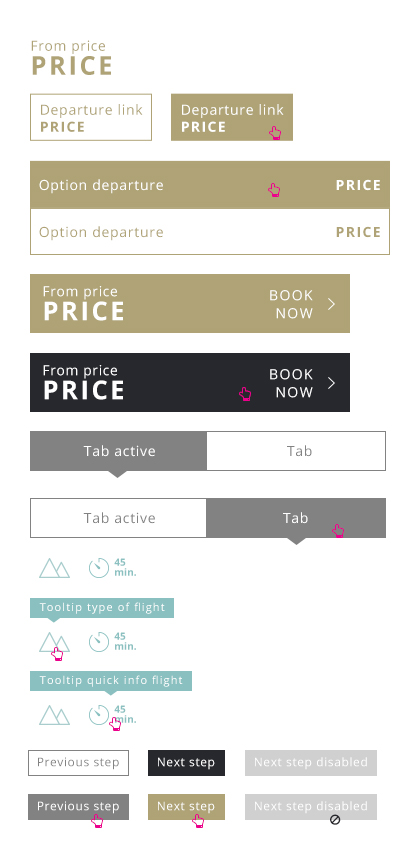 From price
PRICE
Departure link
PRICE
Departure link
PRICE
Option departure PRICE
Option departure PRICE
From price
PRICE
BOOK
NOW
From price
PRICE
BOOK
NOW
Tab active Tab
Tab active Tab
45
min.
Tooltip type of flight
45
min.
Tooltip quick info flight
45
min.
Previous step Next step Next step disabled
Previous step Next step Next step disabled